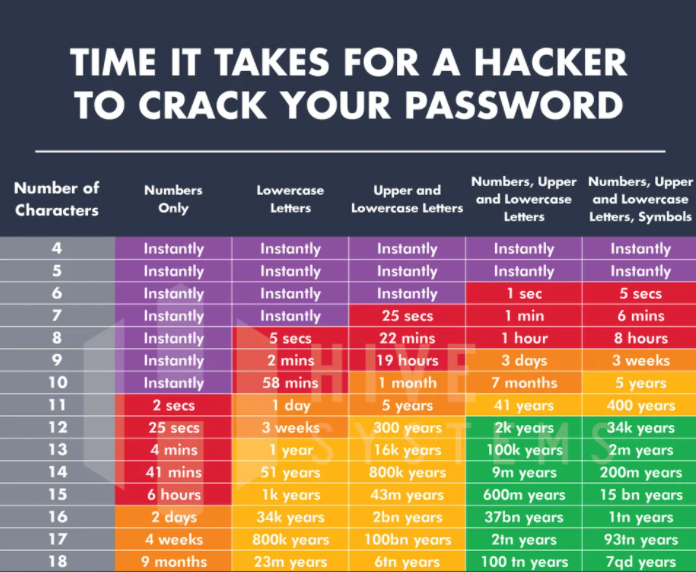 TIME IT TAKES FOR A HACKER
TO CRACK YOUR PASSWORD
Number of Characters Numbers Only Lowercase Letters Upper and Lowercase Letters Numbers, Upper and Lowercase Letters Numbers, Upper and Lowercase Letters, Symbols
4 Instantly Instantly Instantly Instantly Instantly
5 Instantly Instantly Instantly Instantly Instantly
6 Instantly Instantly Instantly 1 sec 5 secs
7 Instantly Instantly 25 secs 1 min 6 mins
8 Instantly 5 secs 22 mins 1 hour 8 hours
9 Instantly 2 mins 19 hours 3 days 3 weeks
10 Instantly 58 mins 1 month 7 months 5 years
11 2 secs 1 day 5 years 41 years 400 years
12 25 secs 3 weeks 300 years 2k years 34k years
13 4 mins 1 year 16k years 100k years 2m years
14 41 mins 51 years 800k years 9m years 200m years
15 6 hours 1k years 43m years 600m years 15 bn years
16 2 days 34k years 2bn years 37bn years 1tn years
17 4 weeks 800k years 100bn years 2tn years 93tn years
18 9 months 23m years 6tn years 100 tn years 7qd years
HIVE
SYSTEMS